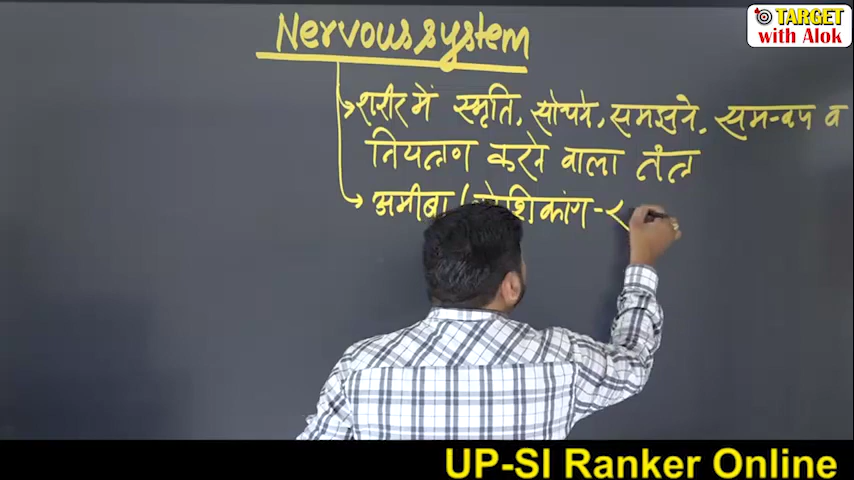 TARGET
with Alok
Nervous system
शरीर में स्मृति, सोचने, समझने, समन्वय व
नियंत्रण करने वाला तंत्र
अमीबा / कोशिकांग -
UP-SI Ranker Online